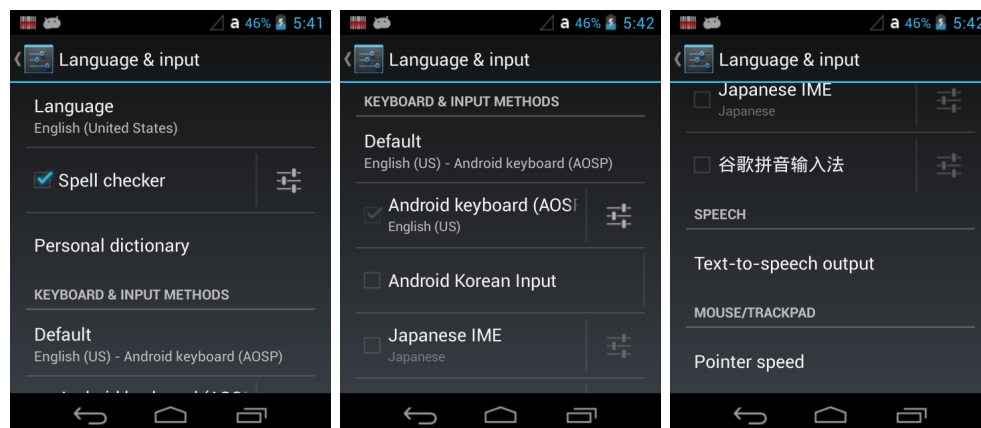 a 46% 5:41
Language & input
Language
English (United States)
Spell checker
Personal dictionary
KEYBOARD & INPUT METHODS
Default
English (US) - Android keyboard (AOSP)
a 46% 5:42
Language & input
KEYBOARD & INPUT METHODS
Default
English (US) - Android keyboard (AOSP)
Android keyboard (AOSP
English (US)
Android Korean Input
Japanese IME
Japanese
a 46% 5:42
Language & input
Japanese IME
Japanese
谷歌拼音输入法
SPEECH
Text-to-speech output
MOUSE/TRACKPAD
Pointer speed